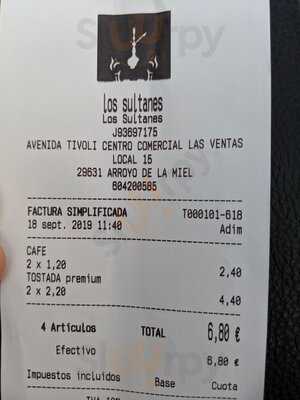 los sultanes
Los Sultanes
J93697175
AVENIDA TIVOLI CENTRO COMERCIAL LAS VENTAS
LOCAL 15
29631 ARROYO DE LA MIEL
604200565
FACTURA SIMPLIFICADA T000101-618
18 sept. 2019 11:40 Adim
CAFE
2 x 1,20 2,40
TOSTADA premium
2 x 2,20 4,40
4 Artículos TOTAL 6,80 €
Efectivo 6,80 €
Impuestos incluidos Base Cuota